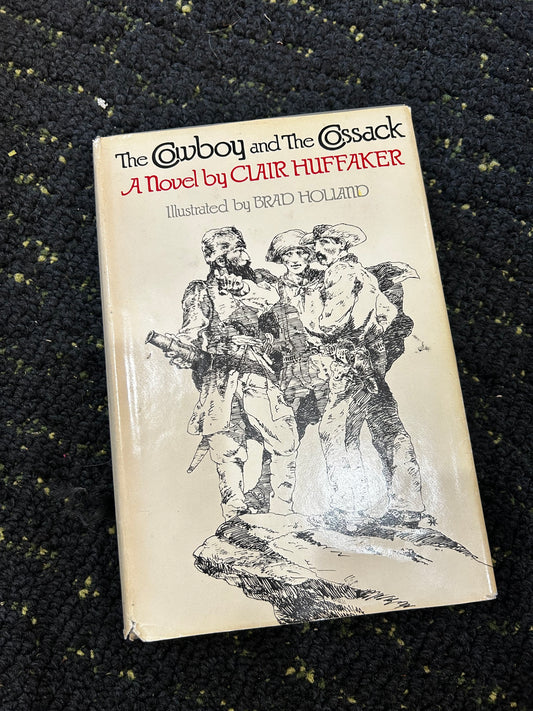 The Cowboy and The Cossack
A Novel by CLAIR HUFFAKER
Illustrated by BRAD HOLLAND